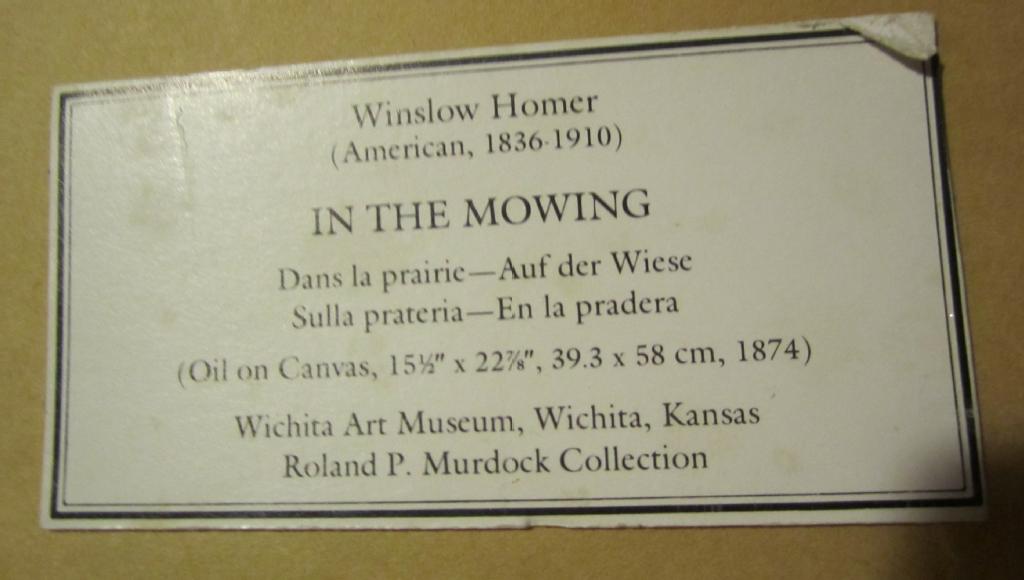 Winslow Homer
(American, 1836-1910)
IN THE MOWING
Dans la prairie—Auf der Wiese
Sulla prateria—En la pradera
(Oil on Canvas, 15½" x 22⅞", 39.3 x 58 cm, 1874)
Wichita Art Museum, Wichita, Kansas
Roland P. Murdock Collection